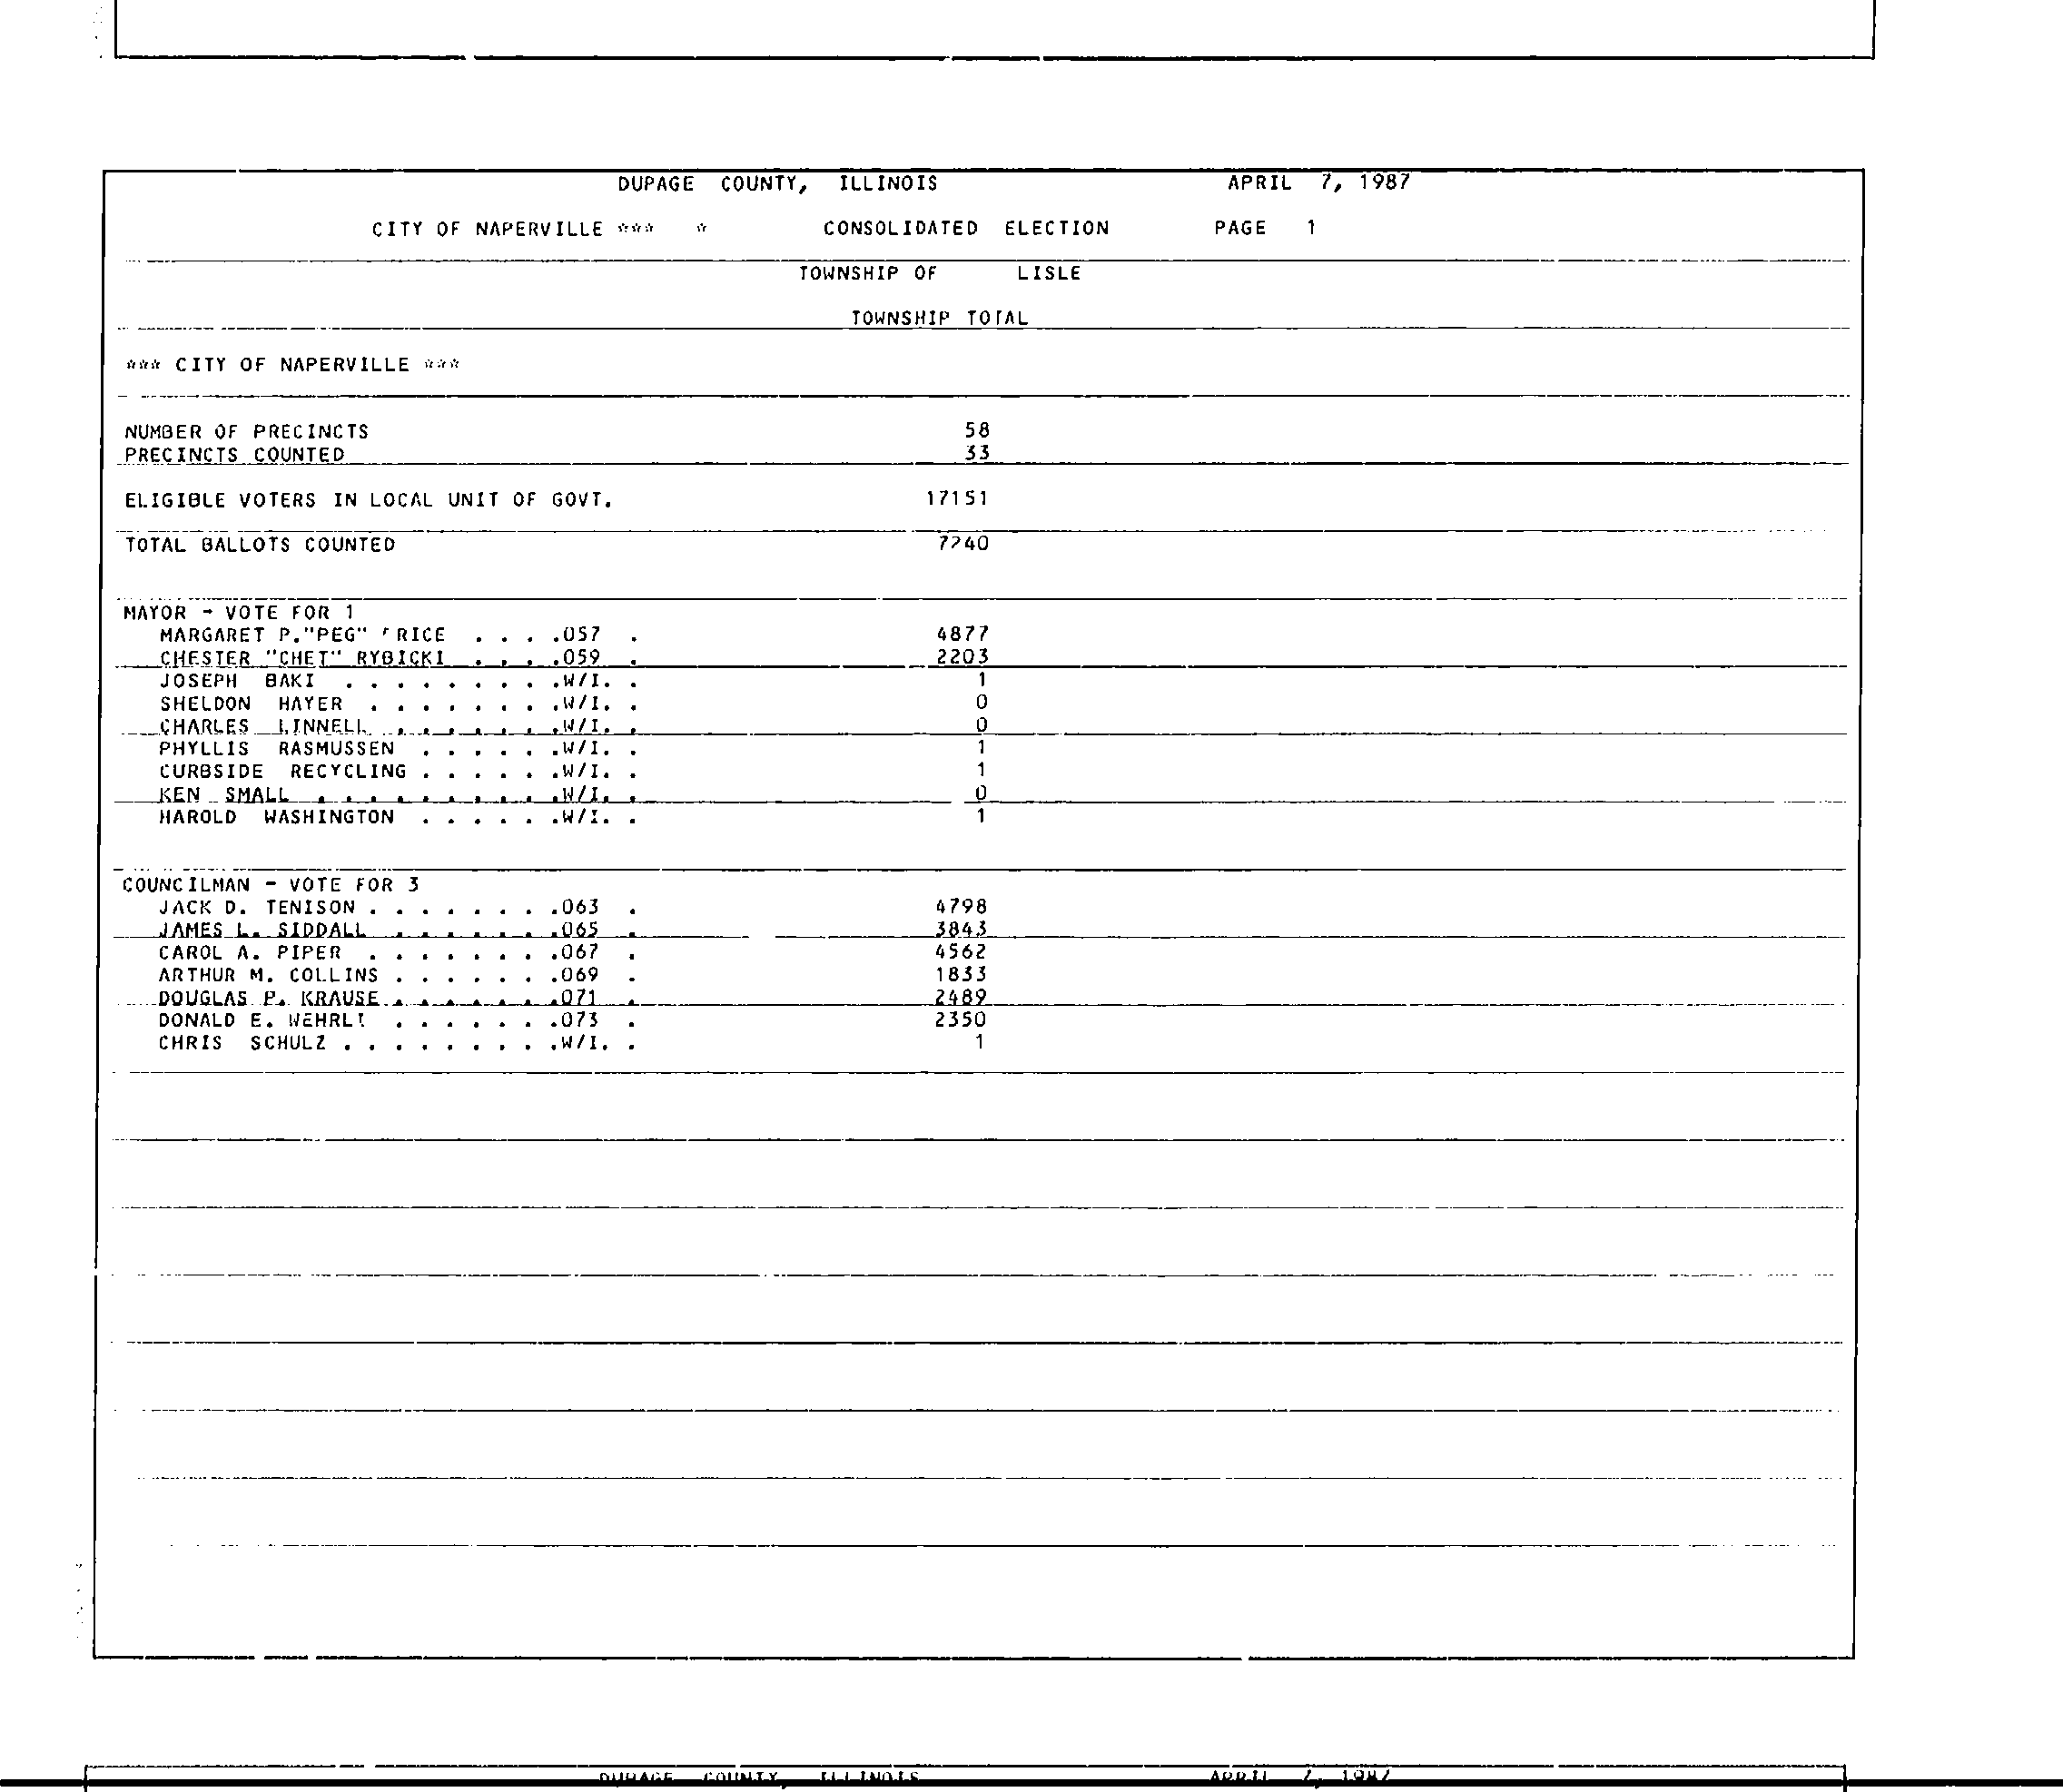 DUPAGE COUNTY, ILLINOIS APRIL 7, 1987
CITY OF NAPERVILLE *** * CONSOLIDATED ELECTION PAGE 1
TOWNSHIP OF LISLE
TOWNSHIP TOTAL
*** CITY OF NAPERVILLE ***
NUMBER OF PRECINCTS 58
PRECINCTS COUNTED 33
ELIGIBLE VOTERS IN LOCAL UNIT OF GOVT. 17151
TOTAL BALLOTS COUNTED 7240
MAYOR - VOTE FOR 1
MARGARET P."PEG" PRICE . . . .057 . 4877
CHESTER "CHET" RYBICKI . . . .059 . 2203
JOSEPH BAKI . . . . . . . . .W/I. . 1
SHELDON HAYER . . . . . . . .W/I. . 0
CHARLES LINNELL . . . . . . .W/I. . 0
PHYLLIS RASMUSSEN . . . . . .W/I. . 1
CURBSIDE RECYCLING . . . . . .W/I. . 1
KEN SMALL . . . . . . . . . .W/I. . 0
HAROLD WASHINGTON . . . . . .W/I. . 1
COUNCILMAN - VOTE FOR 3
JACK D. TENISON . . . . . . . .063 . 4798
JAMES L. SIDDALL . . . . . . .065 . 3843
CAROL A. PIPER . . . . . . . .067 . 4562
ARTHUR M. COLLINS . . . . . . .069 . 1833
DOUGLAS P. KRAUSE . . . . . . .071 . 2489
DONALD E. WEHRLI . . . . . . .073 . 2350
CHRIS SCHULZ . . . . . . . . .W/I. . 1
DUPAGE COUNTY, ILLINOIS APRIL 7, 1987